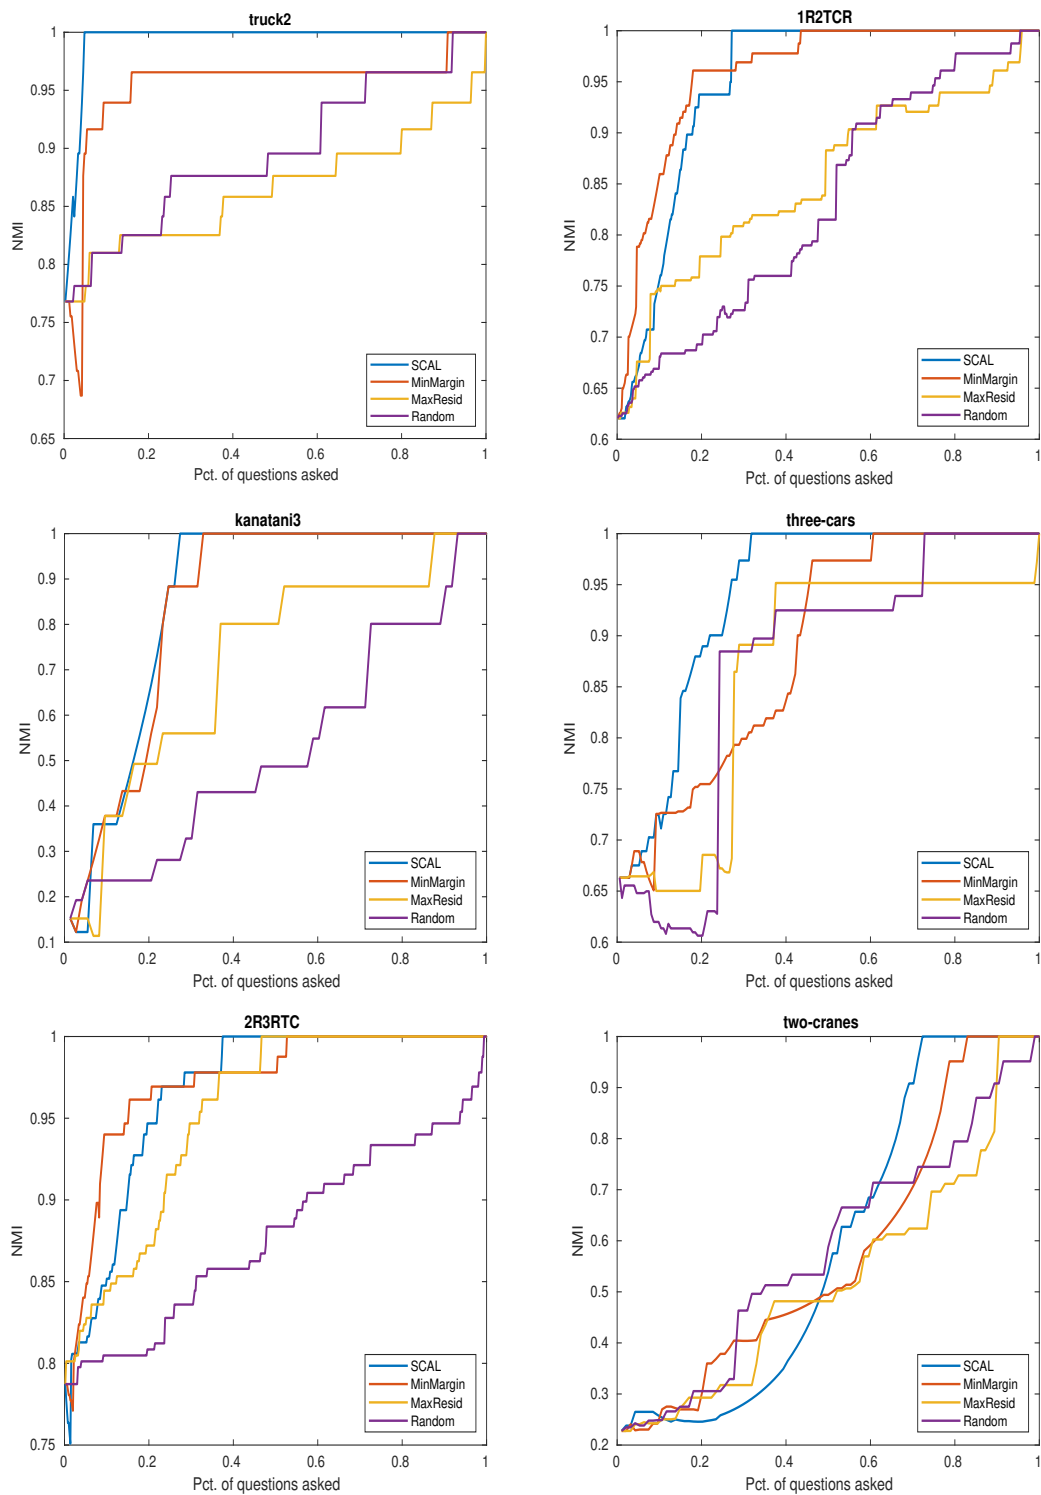 truck2
NMI
1
0.95
0.9
0.85
0.8
0.75
0.7
0.65
0 0.2 0.4 0.6 0.8 1
Pct. of questions asked
SCAL
MinMargin
MaxResid
Random
1R2TCR
NMI
1
0.95
0.9
0.85
0.8
0.75
0.7
0.65
0.6
0 0.2 0.4 0.6 0.8 1
Pct. of questions asked
SCAL
MinMargin
MaxResid
Random
kanatani3
NMI
1
0.9
0.8
0.7
0.6
0.5
0.4
0.3
0.2
0.1
0 0.2 0.4 0.6 0.8 1
Pct. of questions asked
SCAL
MinMargin
MaxResid
Random
three-cars
NMI
1
0.95
0.9
0.85
0.8
0.75
0.7
0.65
0.6
0 0.2 0.4 0.6 0.8 1
Pct. of questions asked
SCAL
MinMargin
MaxResid
Random
2R3RTC
NMI
1
0.95
0.9
0.85
0.8
0.75
0 0.2 0.4 0.6 0.8 1
Pct. of questions asked
SCAL
MinMargin
MaxResid
Random
two-cranes
NMI
1
0.9
0.8
0.7
0.6
0.5
0.4
0.3
0.2
0 0.2 0.4 0.6 0.8 1
Pct. of questions asked
SCAL
MinMargin
MaxResid
Random